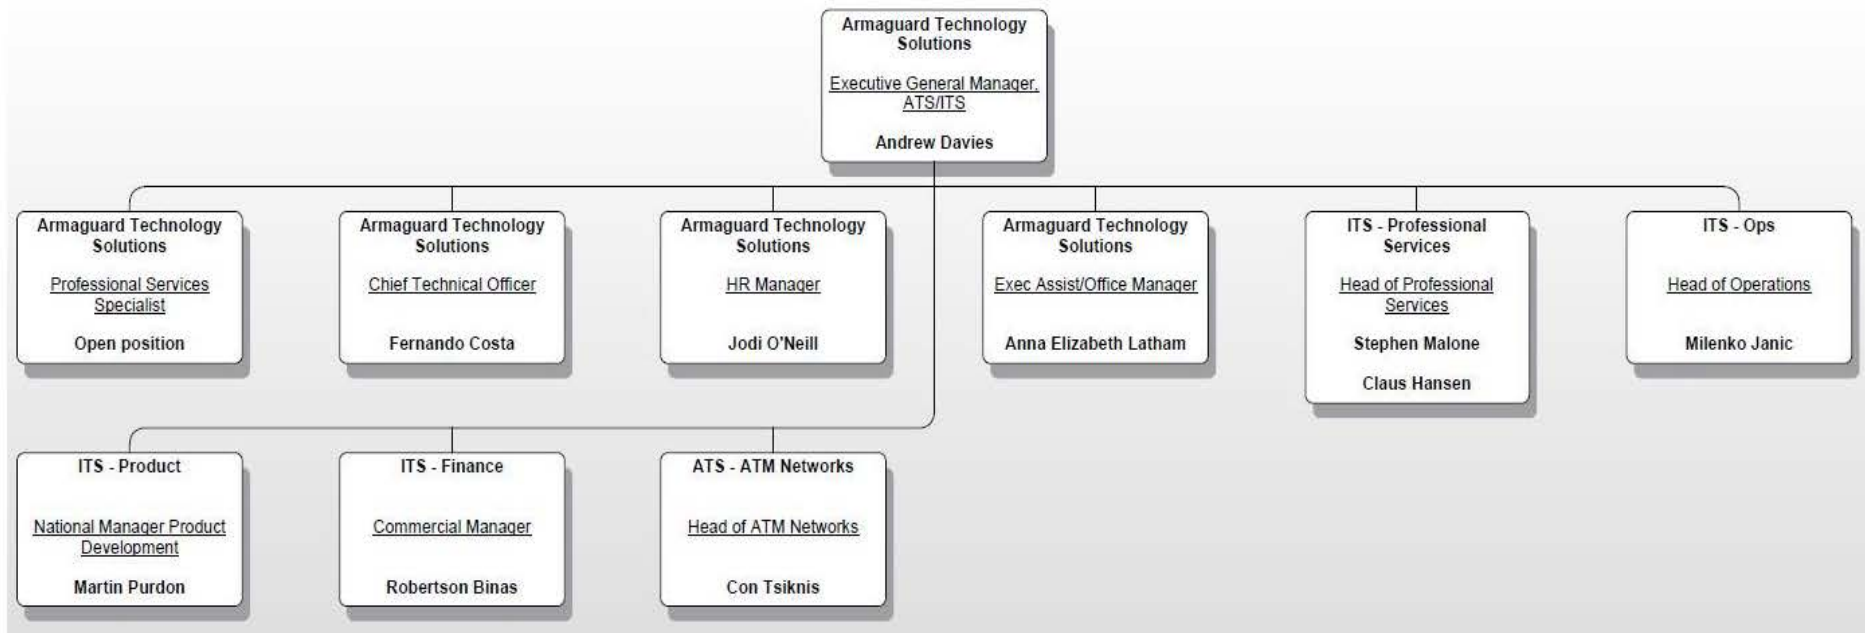 Armaguard Technology
Solutions
Executive General Manager,
ATS/ITS
Andrew Davies
Armaguard Technology
Solutions
Professional Services
Specialist
Open position
Armaguard Technology
Solutions
Chief Technical Officer
Fernando Costa
Armaguard Technology
Solutions
HR Manager
Jodi O'Neill
Armaguard Technology
Solutions
Exec Assist/Office Manager
Anna Elizabeth Latham
ITS - Professional
Services
Head of Professional
Services
Stephen Malone
Claus Hansen
ITS - Ops
Head of Operations
Milenko Janic
ITS - Product
National Manager Product
Development
Martin Purdon
ITS - Finance
Commercial Manager
Robertson Binas
ATS - ATM Networks
Head of ATM Networks
Con Tsiknis